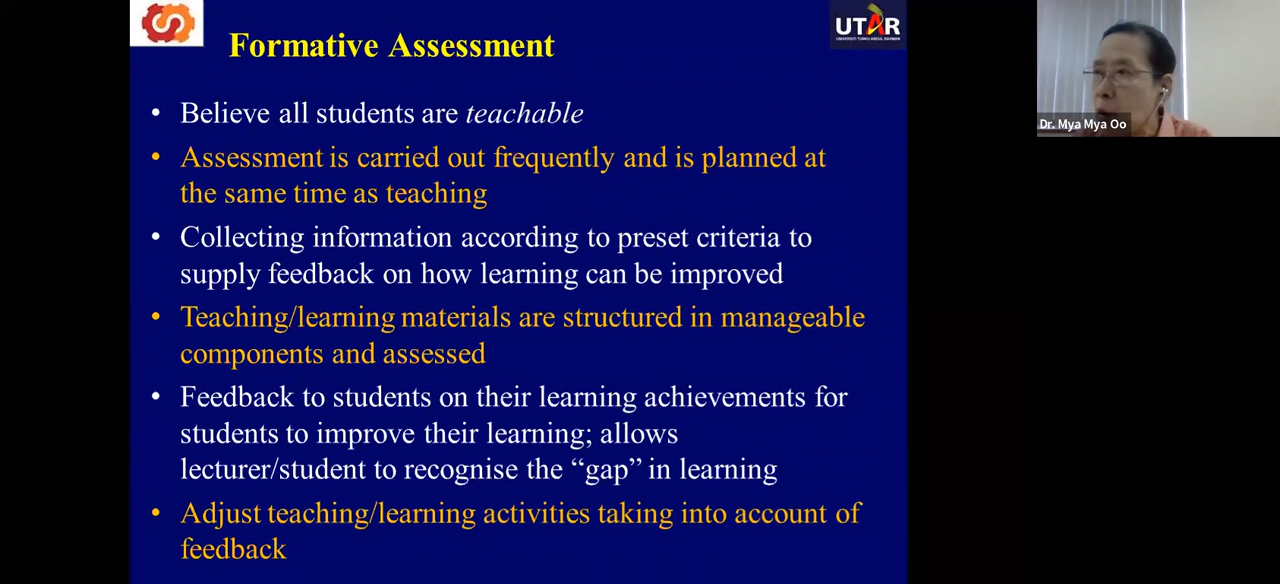 UTAR
UNIVERSITI TUNKU ABDUL RAHMAN
Formative Assessment
• Believe all students are teachable
• Assessment is carried out frequently and is planned at
the same time as teaching
• Collecting information according to preset criteria to
supply feedback on how learning can be improved
• Teaching/learning materials are structured in manageable
components and assessed
• Feedback to students on their learning achievements for
students to improve their learning; allows
lecturer/student to recognise the “gap” in learning
• Adjust teaching/learning activities taking into account of
feedback
Dr. Mya Mya Oo